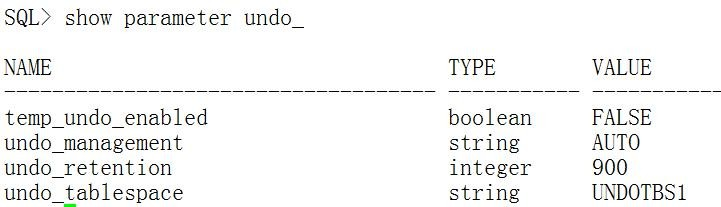 SQL> show parameter undo_
NAME                                 TYPE        VALUE
------------------------------------ ----------- -----------
temp_undo_enabled                    boolean     FALSE
undo_management                      string      AUTO
undo_retention                       integer     900
undo_tablespace                      string      UNDOTBS1